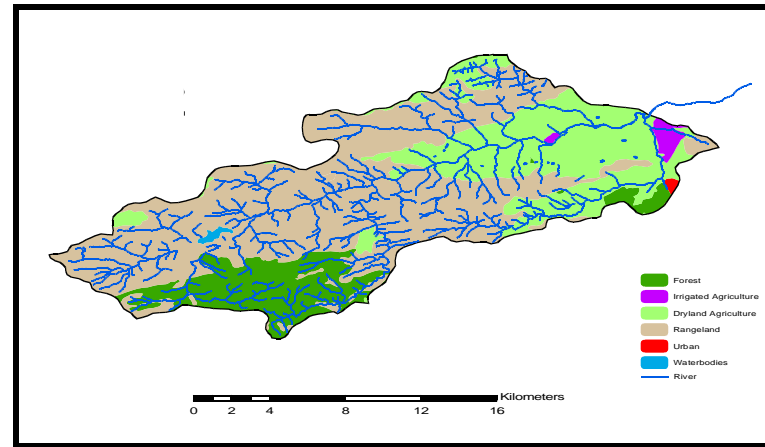 Forest
Irrigated Agriculture
Dryland Agriculture
Rangeland
Urban
Waterbodies
River
Kilometers
0 2 4 8 12 16